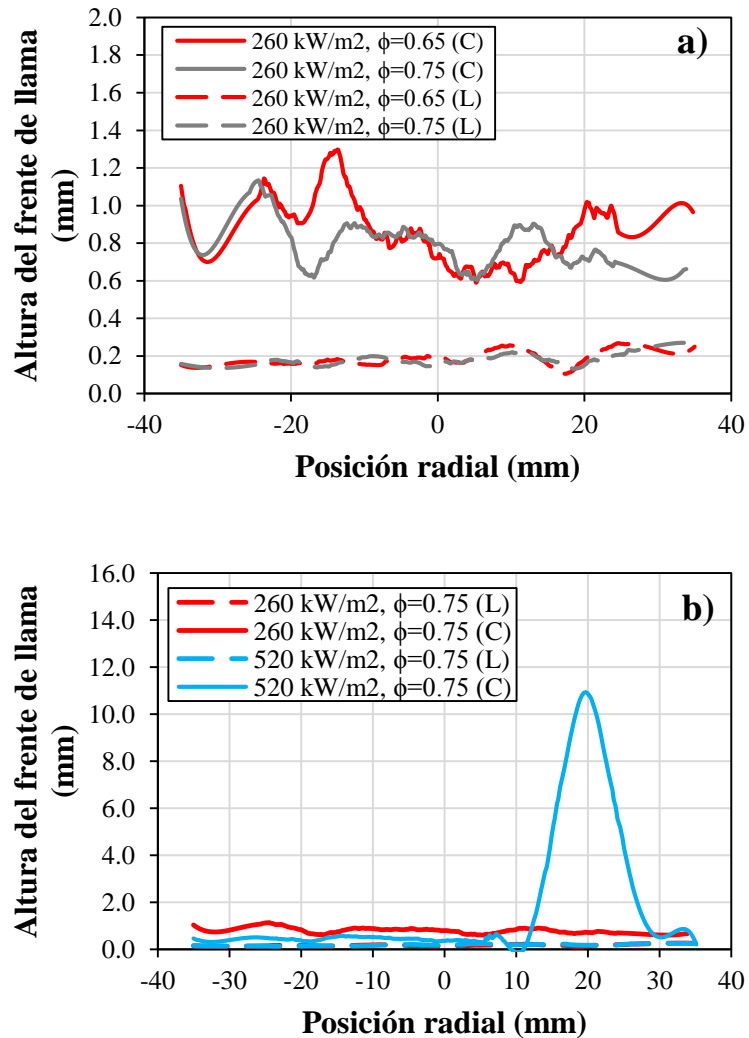 a)
260 kW/m2, ϕ=0.65 (C)
260 kW/m2, ϕ=0.75 (C)
260 kW/m2, ϕ=0.65 (L)
260 kW/m2, ϕ=0.75 (L)
Altura del frente de llama
(mm)
2.0
1.8
1.6
1.4
1.2
1.0
0.8
0.6
0.4
0.2
0.0
-40
-20
0
20
40
Posición radial (mm)
b)
260 kW/m2, ϕ=0.75 (L)
260 kW/m2, ϕ=0.75 (C)
520 kW/m2, ϕ=0.75 (L)
520 kW/m2, ϕ=0.75 (C)
Altura del frente de llama
(mm)
16.0
14.0
12.0
10.0
8.0
6.0
4.0
2.0
0.0
-40
-30
-20
-10
0
10
20
30
40
Posición radial (mm)